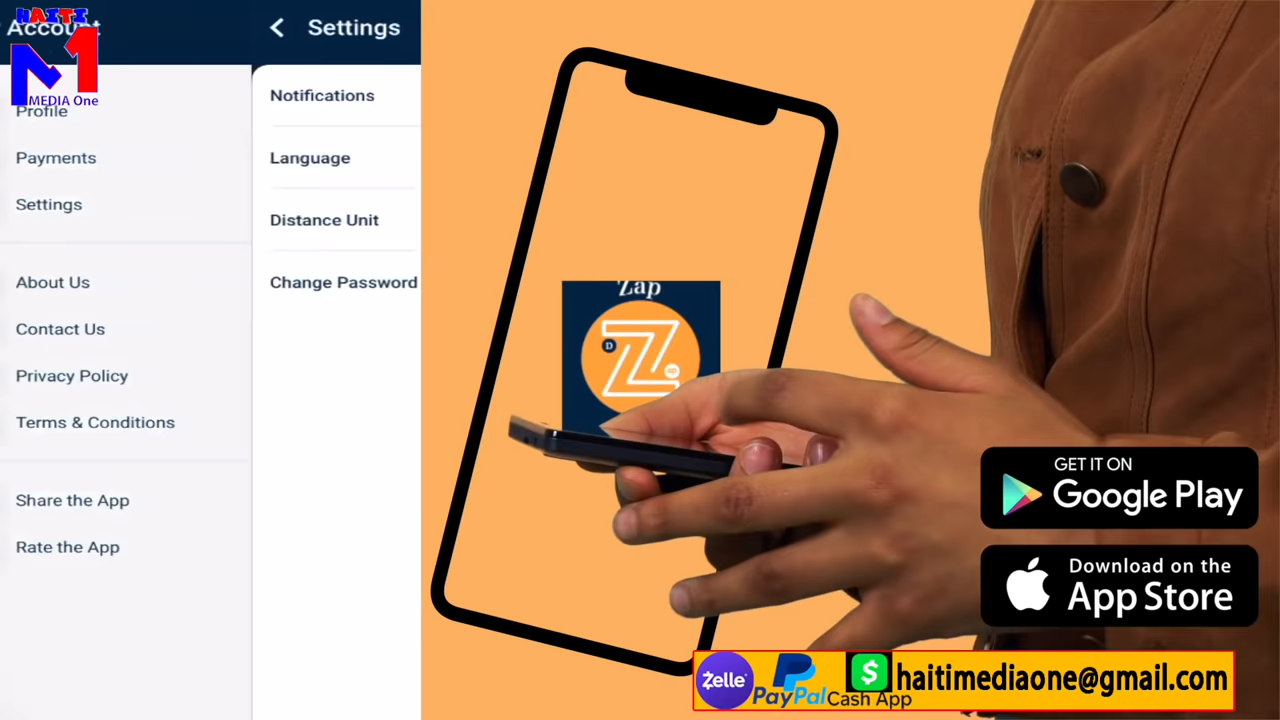 HAITI
Account
M1
MEDIA One
Profile
Payments
Settings
About Us
Contact Us
Privacy Policy
Terms & Conditions
Share the App
Rate the App
Settings
Notifications
Language
Distance Unit
Change Password
Zap
D
Z
GET IT ON
Google Play
Download on the
App Store
Zelle
PayPal
$
Cash App
haitimediaone@gmail.com